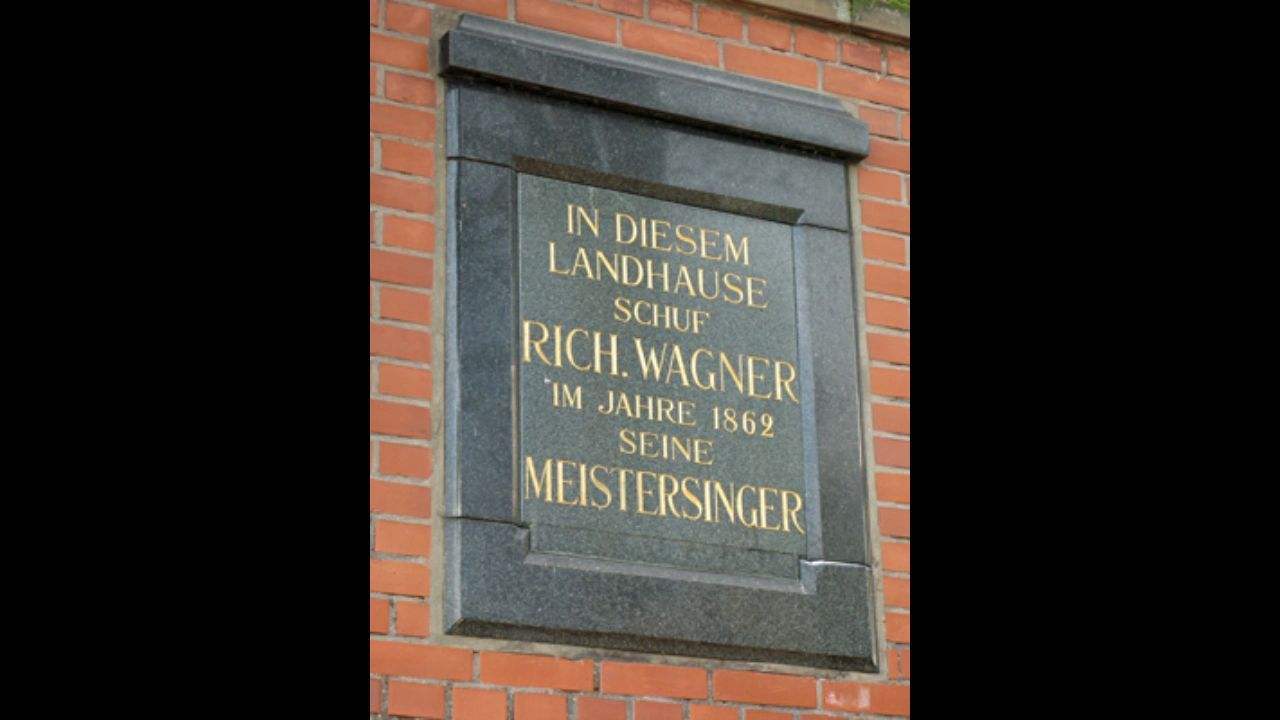 IN DIESEM
LANDHAUSE
SCHUF
RICH. WAGNER
IM JAHRE 1862
SEINE
MEISTERSINGER